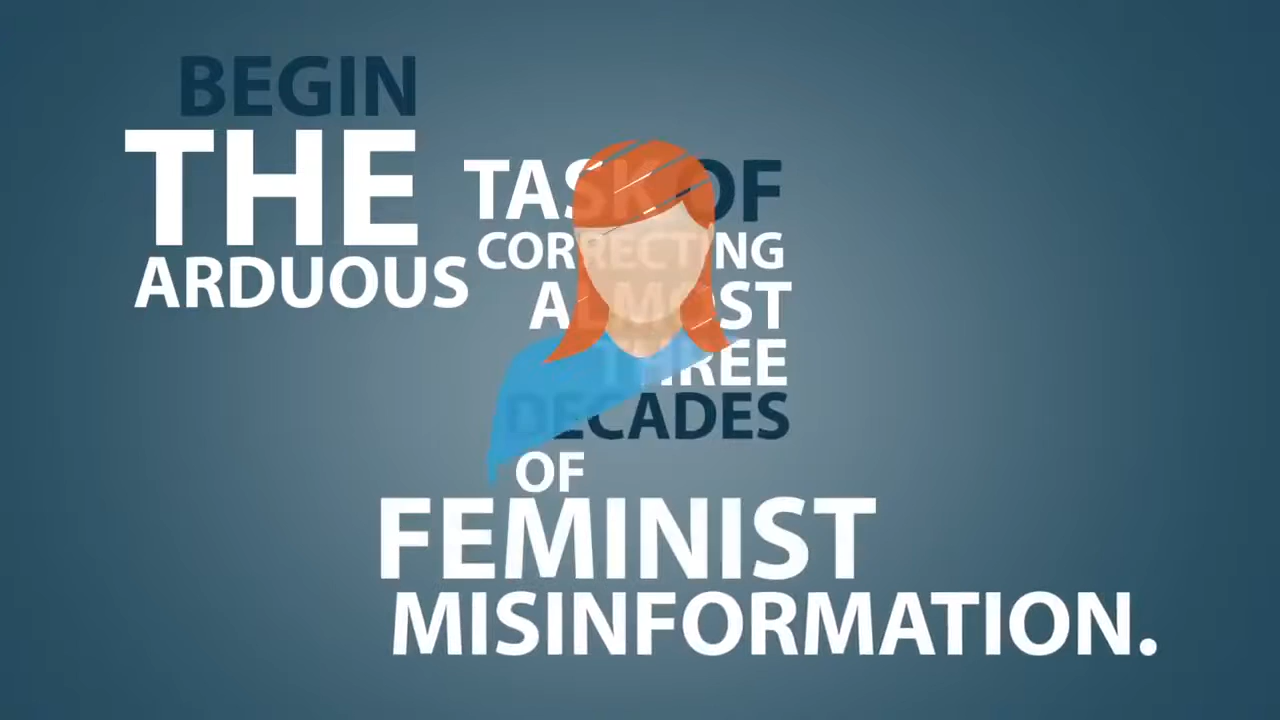 BEGIN
THE
ARDUOUS
TASK OF
CORRECTING
ALMOST
THREE
DECADES
OF
FEMINIST
MISINFORMATION.